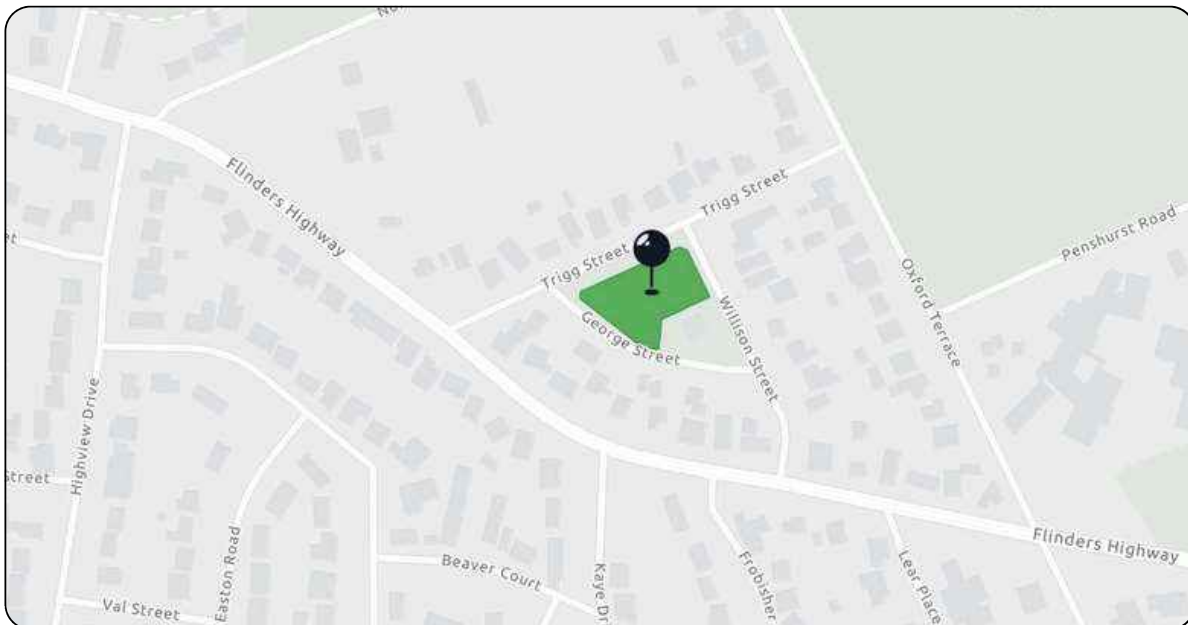 Flinders Highway
Trigg Street
Trigg Street
Penshurst Road
Oxford Terrace
George Street
Willison Street
Highview Drive
Street
Flinders Highway
Beaver Court
Easton Road
Val Street
Kaye Dr
Frobisher
Lear Place